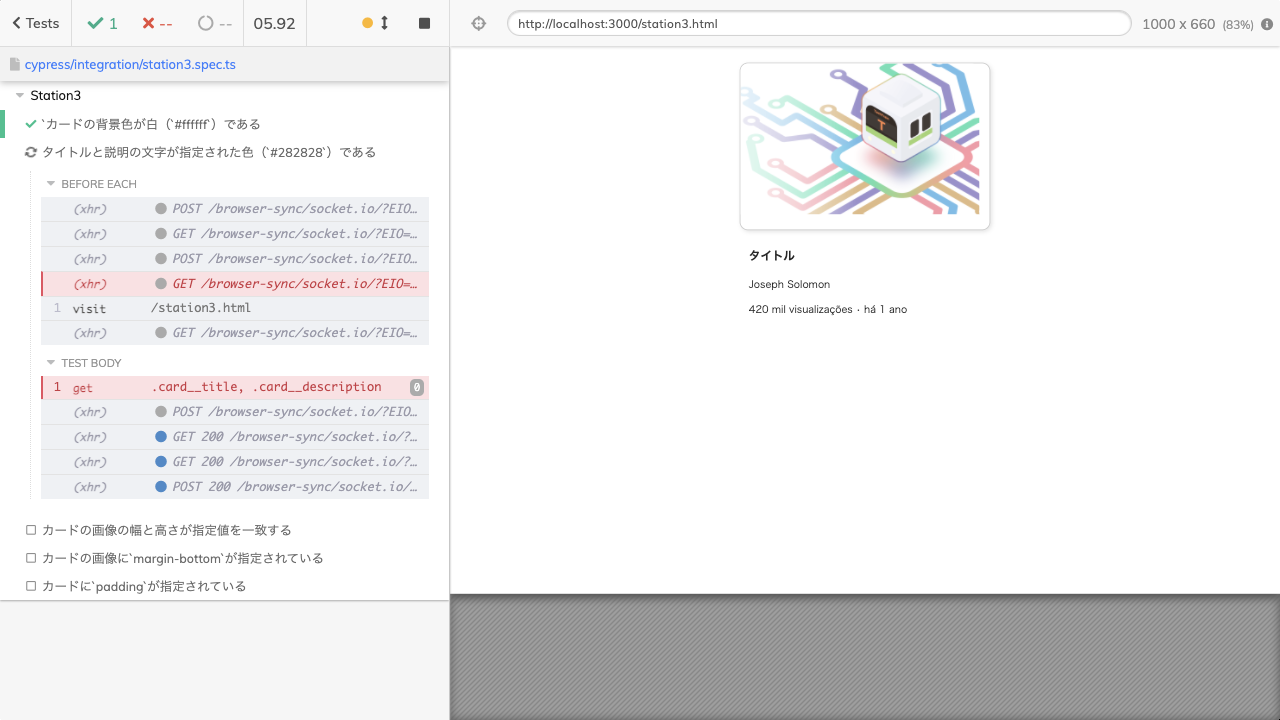 Tests
1
--
--
05.92
http://localhost:3000/station3.html
1000 x 660 (83%)
cypress/integration/station3.spec.ts
Station3
`カードの背景色が白（`#ffffff`）である
タイトルと説明の文字が指定された色（`#282828`）である
BEFORE EACH
(xhr) POST /browser-sync/socket.io/?EIO…
(xhr) GET /browser-sync/socket.io/?EIO=…
(xhr) POST /browser-sync/socket.io/?EIO…
(xhr) GET /browser-sync/socket.io/?EIO=…
1 visit /station3.html
(xhr) GET /browser-sync/socket.io/?EIO=…
TEST BODY
1 get .card__title, .card__description 0
(xhr) POST /browser-sync/socket.io/?EIO…
(xhr) GET 200 /browser-sync/socket.io/?…
(xhr) GET 200 /browser-sync/socket.io/?…
(xhr) POST 200 /browser-sync/socket.io/…
カードの画像の幅と高さが指定値を一致する
カードの画像に`margin-bottom`が指定されている
カードに`padding`が指定されている
T
タイトル
Joseph Solomon
420 mil visualizações · há 1 ano